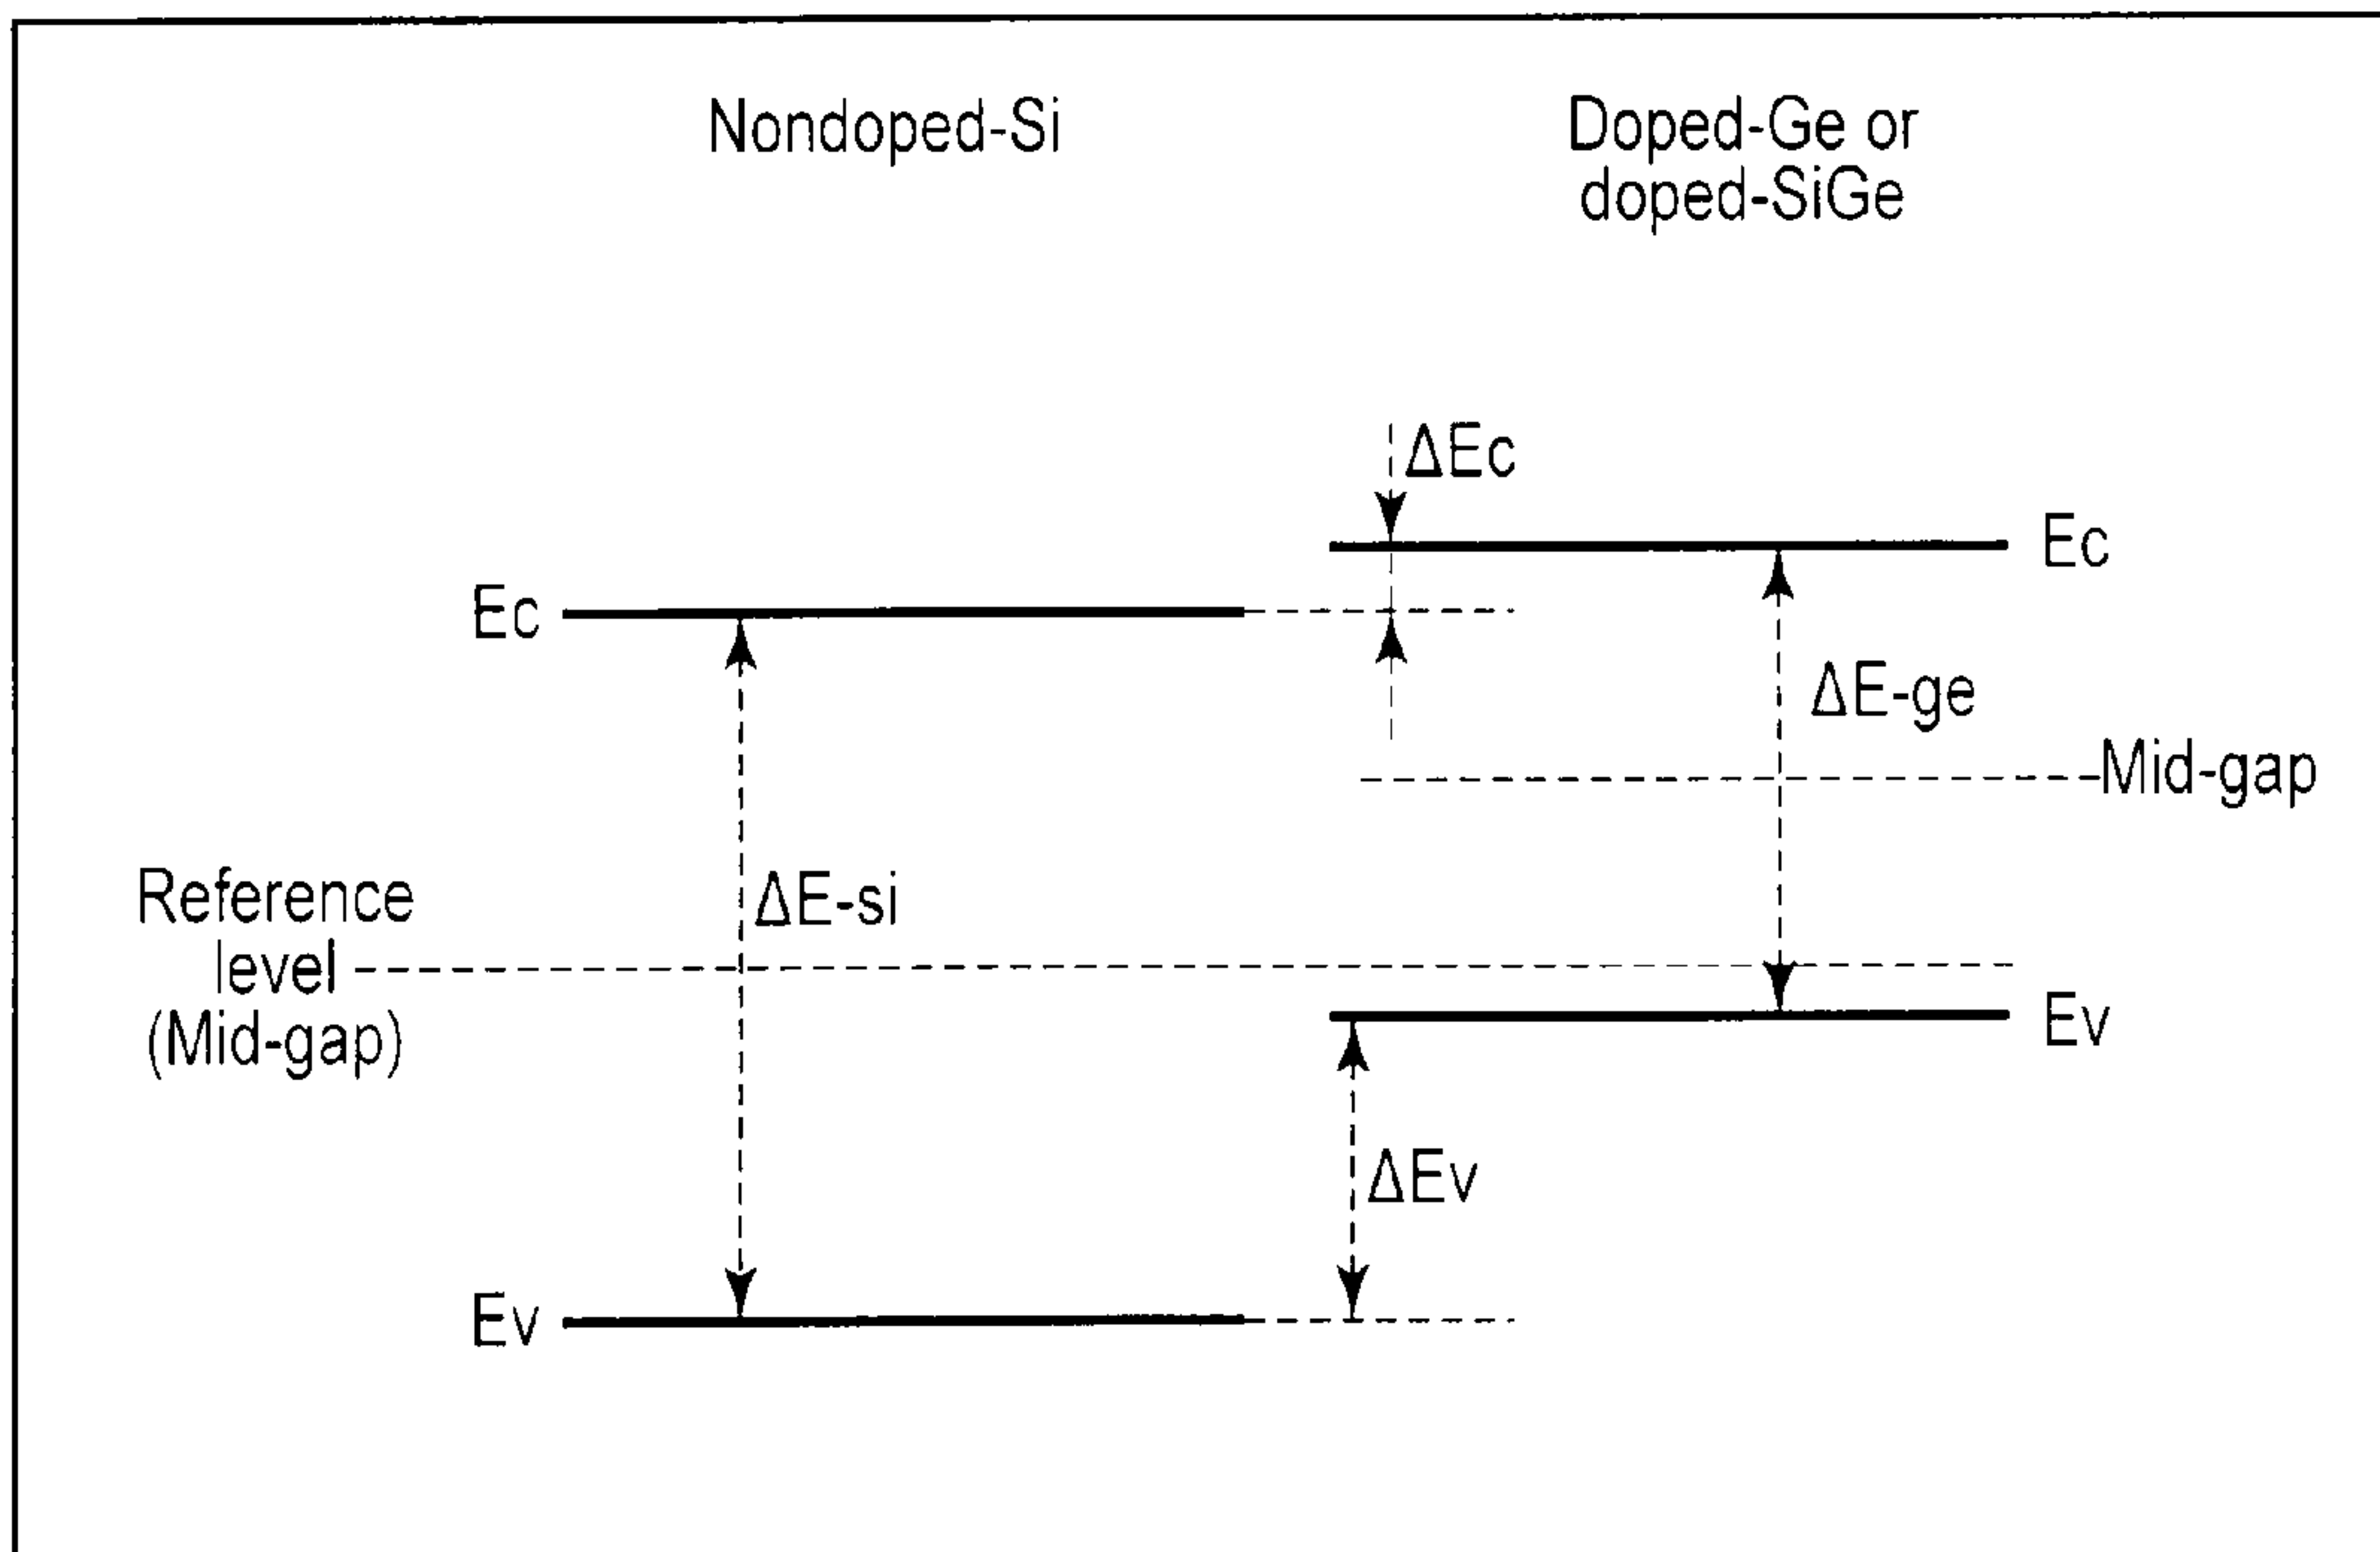 Nondoped-Si
Doped-Ge or
doped-SiGe
ΔEc
Ec
Ec
ΔE-ge
Mid-gap
Reference
level
(Mid-gap)
ΔE-si
Ev
ΔEv
Ev